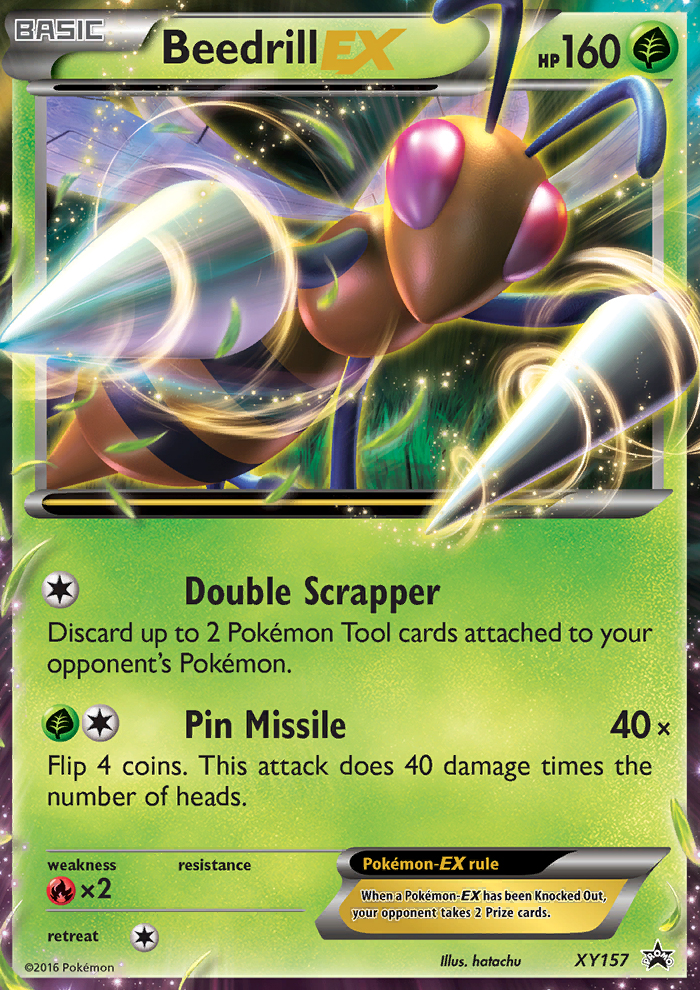 BASIC
Beedrill EX
HP160
Double Scrapper
Discard up to 2 Pokémon Tool cards attached to your
opponent's Pokémon.
Pin Missile 40×
Flip 4 coins. This attack does 40 damage times the
number of heads.
weakness resistance
×2
Pokémon-EX rule
When a Pokémon-EX has been Knocked Out,
your opponent takes 2 Prize cards.
retreat
©2016 Pokémon
Illus. hatachu
XY157
PROMO